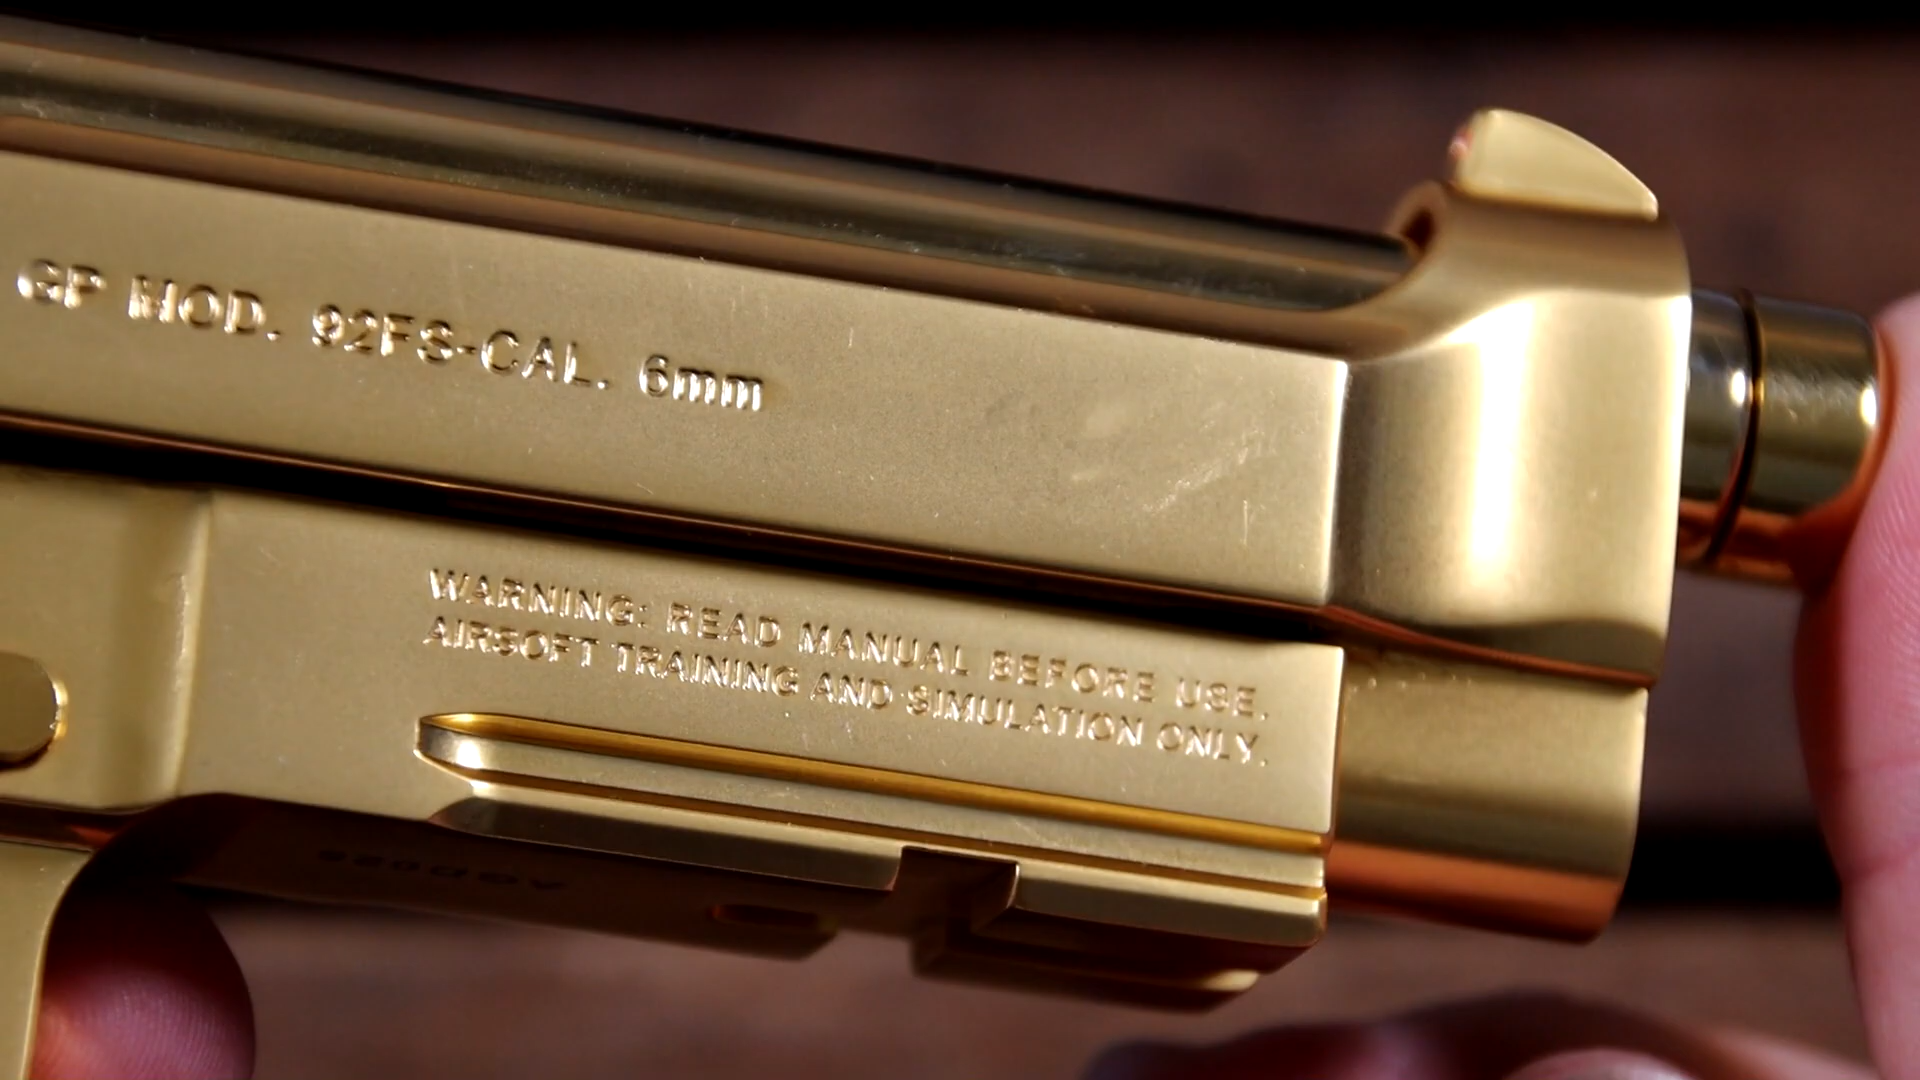 GP MOD. 92FS-CAL. 6mm
WARNING: READ MANUAL BEFORE USE.
AIRSOFT TRAINING AND SIMULATION ONLY.